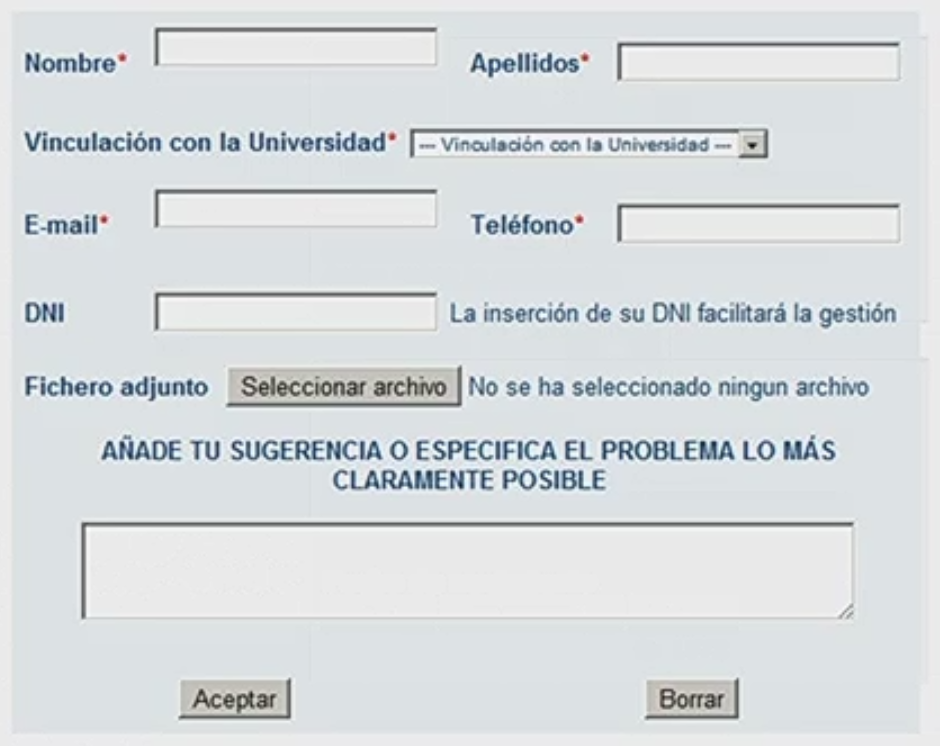 Nombre* Apellidos*
Vinculación con la Universidad* --- Vinculación con la Universidad ---
E-mail* Teléfono*
DNI La inserción de su DNI facilitará la gestión
Fichero adjunto Seleccionar archivo No se ha seleccionado ningun archivo
AÑADE TU SUGERENCIA O ESPECIFICA EL PROBLEMA LO MÁS
CLARAMENTE POSIBLE
Aceptar Borrar